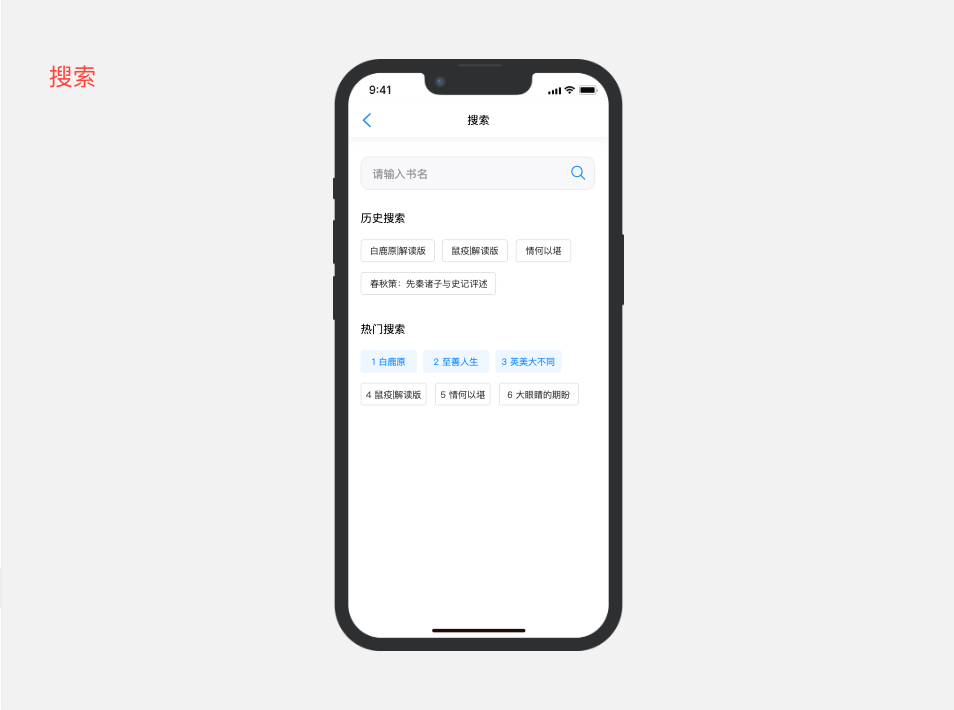 搜索
9:41
搜索
请输入书名
历史搜索
白鹿原|解读版 鼠疫|解读版 情何以堪
春秋策：先秦诸子与史记评述
热门搜索
1 白鹿原 2 至善人生 3 英美大不同
4 鼠疫|解读版 5 情何以堪 6 大眼睛的期盼